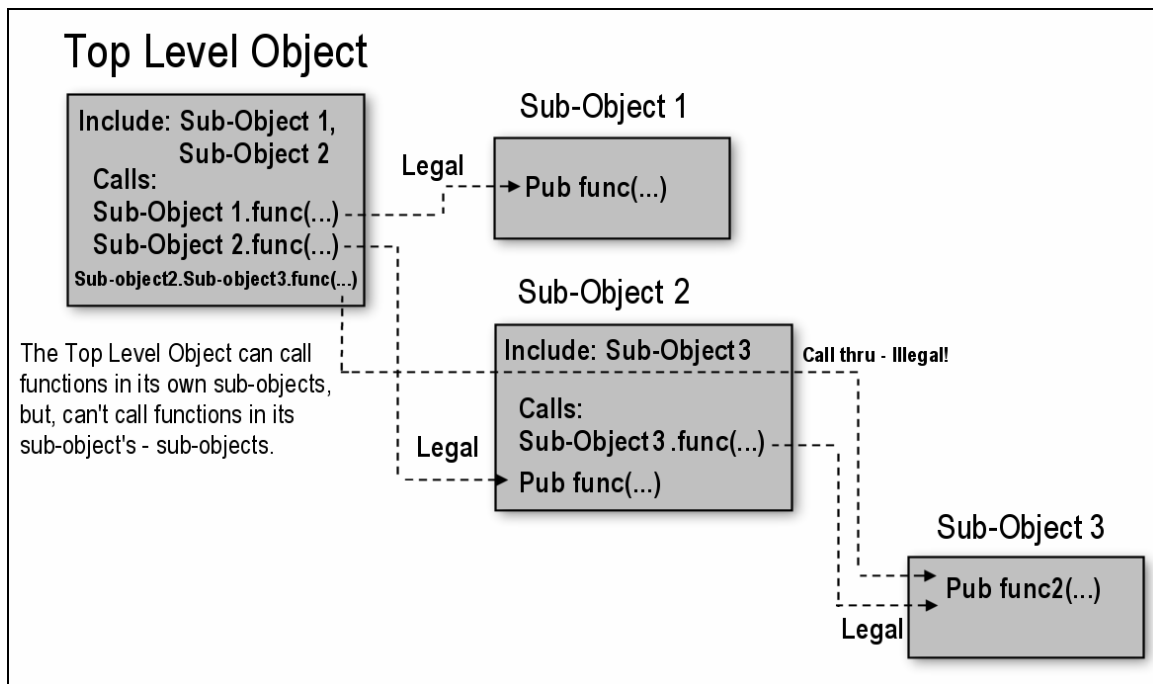 Top Level Object
Include: Sub-Object 1,
Sub-Object 2
Calls:
Sub-Object 1.func(...)
Sub-Object 2.func(...)
Sub-object2.Sub-object3.func(...)
The Top Level Object can call
functions in its own sub-objects,
but, can't call functions in its
sub-object's - sub-objects.
Legal
Sub-Object 1
Pub func(...)
Sub-Object 2
Include: Sub-Object3
Calls:
Sub-Object3 .func(...)
Pub func(...)
Legal
Call thru - Illegal!
Sub-Object 3
Pub func2(...)
Legal